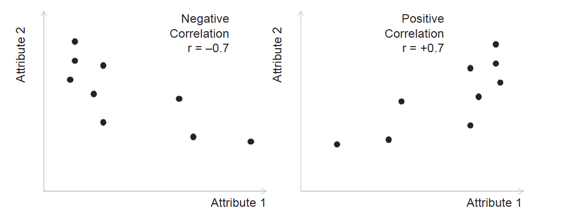 Negative
Correlation
r = –0.7
Attribute 2
Attribute 1
Positive
Correlation
r = +0.7
Attribute 2
Attribute 1